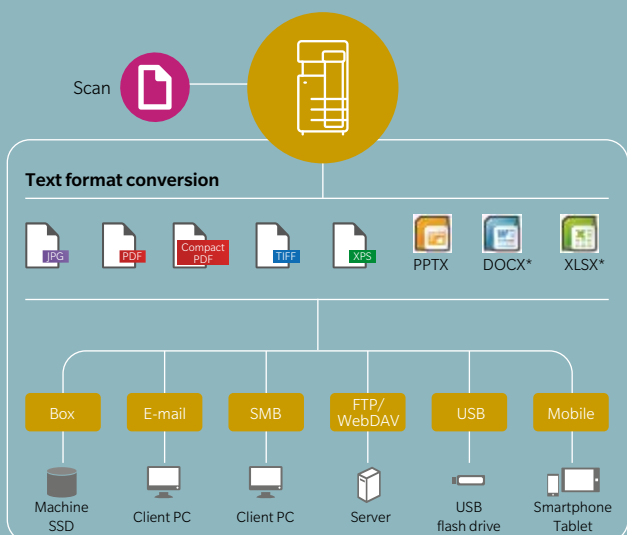 Scan
Text format conversion
JPG
PDF
Compact
PDF
TIFF
XPS
PPTX
DOCX*
XLSX*
Box
E-mail
SMB
FTP/
WebDAV
USB
Mobile
Machine
SSD
Client PC
Client PC
Server
USB
flash drive
Smartphone
Tablet